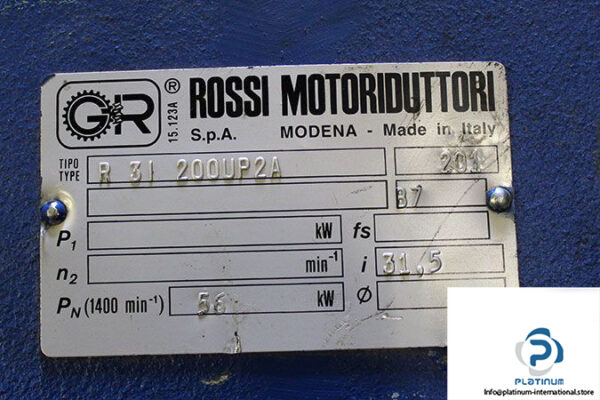 GR ® 15.123A ROSSI MOTORIDUTTORI
S.p.A. MODENA - Made in Italy
TIPO
TYPE R 3I 200UP2A 201
B7
P1 kW fs
n2 min-1 i 31,5
PN (1400 min-1) 56 kW Ø
P
PLATINUM
Info@platinum-international.store